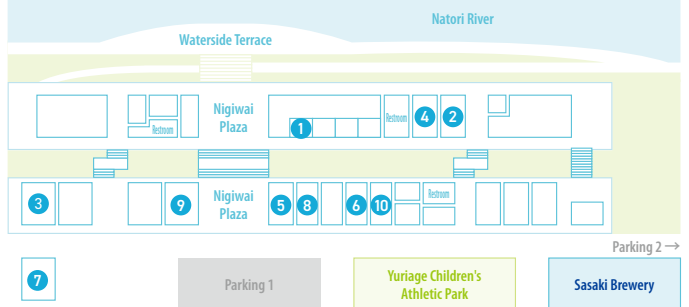 Natori River
Waterside Terrace
Nigiwai
Plaza
1
Restroom
Restroom
4
2
3
9
Nigiwai
Plaza
5
8
6
10
Restroom
Parking 2 →
7
Parking 1
Yuriage Children's
Athletic Park
Sasaki Brewery